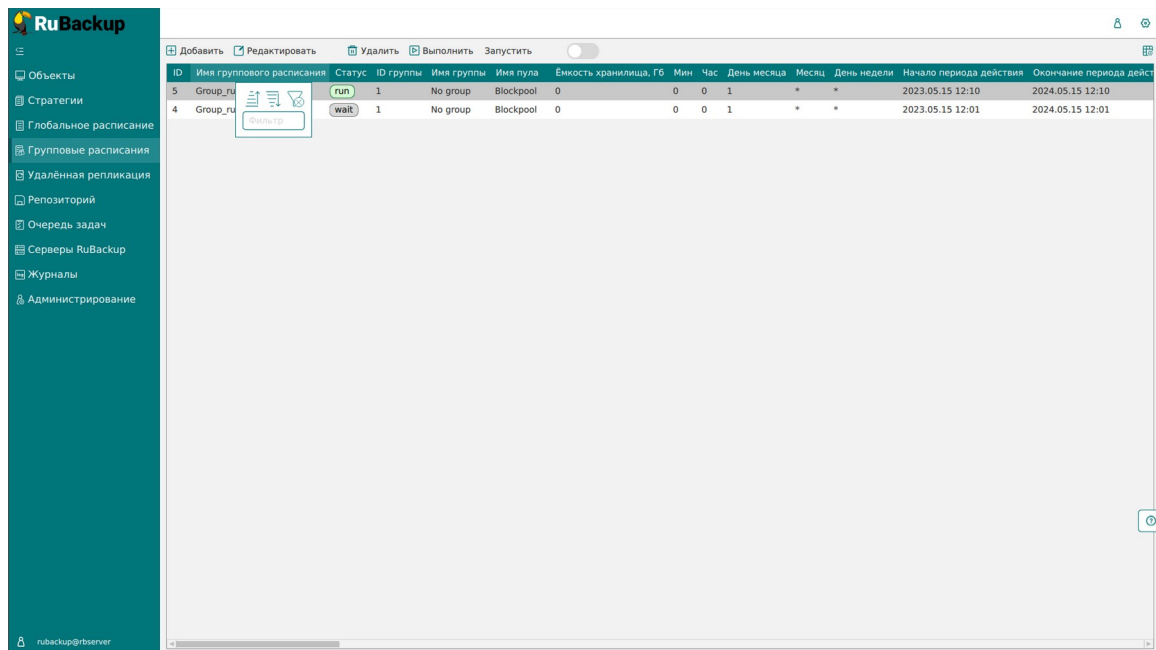 RuBackup
Добавить Редактировать Удалить Выполнить Запустить
Объекты
Стратегии
Глобальное расписание
Групповые расписания
Удалённая репликация
Репозиторий
Очередь задач
Серверы RuBackup
Журналы
Администрирование
ID Имя группового расписания Статус ID группы Имя группы Имя пула Ёмкость хранилища, Гб Мин Час День месяца Месяц День недели Начало периода действия Окончание периода дейст
5 Group_ru run 1 No group Blockpool 0 0 0 1 * * 2023.05.15 12:10 2024.05.15 12:10
4 Group_ru wait 1 No group Blockpool 0 0 0 1 * * 2023.05.15 12:01 2024.05.15 12:01
Фильтр
rubackup@rbserver